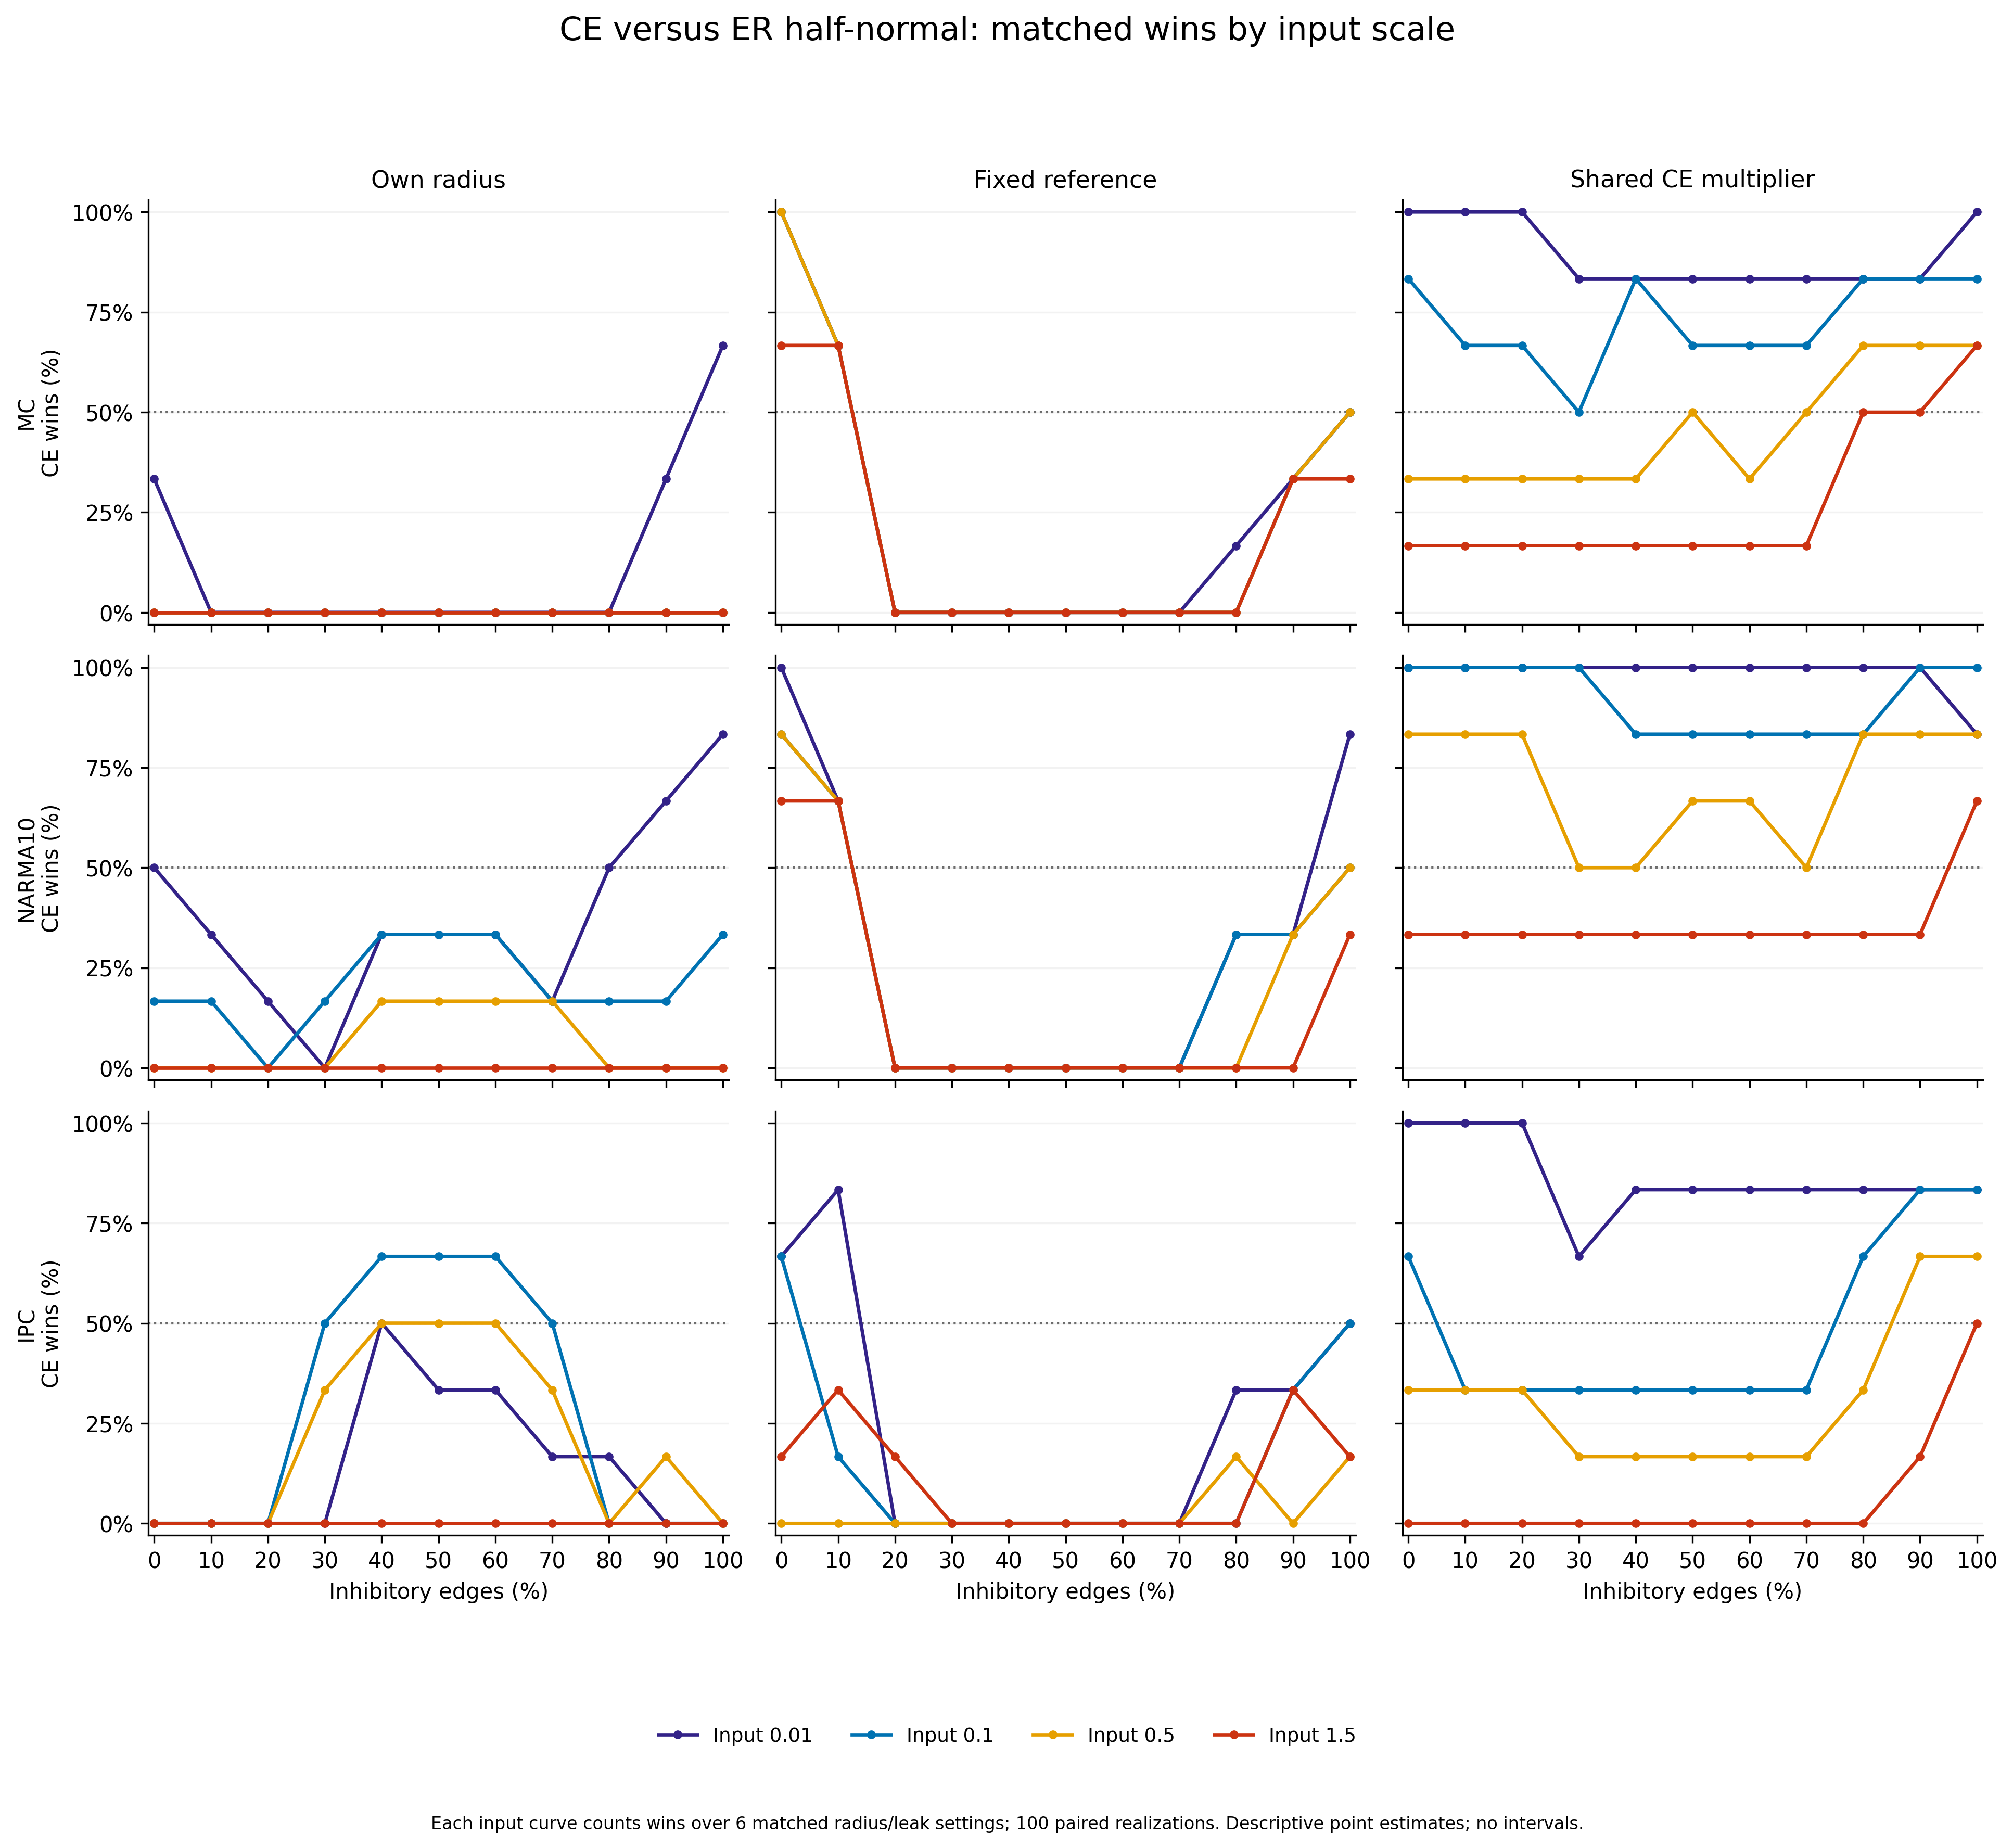 CE versus ER half-normal: matched wins by input scale
Own radius
Fixed reference
Shared CE multiplier
MC
CE wins (%)
100%
75%
50%
25%
0%
NARMA10
CE wins (%)
100%
75%
50%
25%
0%
IPC
CE wins (%)
100%
75%
50%
25%
0%
0 10 20 30 40 50 60 70 80 90 100
0 10 20 30 40 50 60 70 80 90 100
0 10 20 30 40 50 60 70 80 90 100
Inhibitory edges (%)
Inhibitory edges (%)
Inhibitory edges (%)
Input 0.01
Input 0.1
Input 0.5
Input 1.5
Each input curve counts wins over 6 matched radius/leak settings; 100 paired realizations. Descriptive point estimates; no intervals.